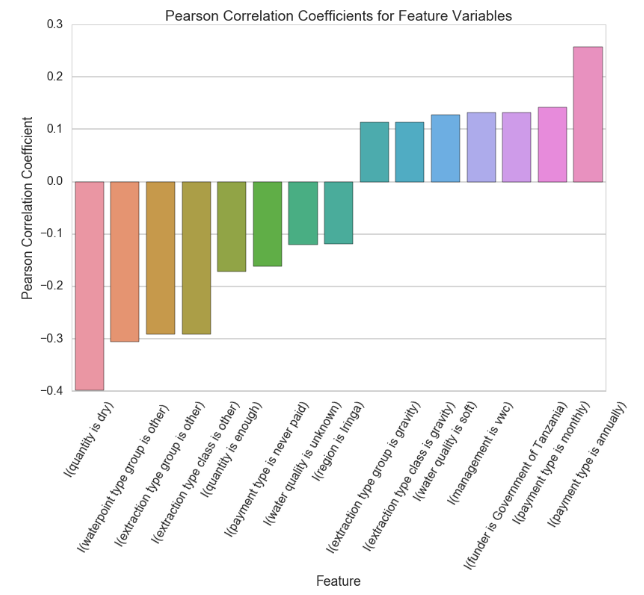 Pearson Correlation Coefficients for Feature Variables
Pearson Correlation Coefficient
0.3
0.2
0.1
0.0
−0.1
−0.2
−0.3
−0.4
I(quantity is dry)
I(waterpoint type group is other)
I(extraction type group is other)
I(extraction type class is other)
I(quantity is enough)
I(payment type is never paid)
I(water quality is unknown)
I(region is Iringa)
I(extraction type group is gravity)
I(extraction type class is gravity)
I(water quality is soft)
I(management is vwc)
I(funder is Government of Tanzania)
I(payment type is monthly)
I(payment type is annually)
Feature